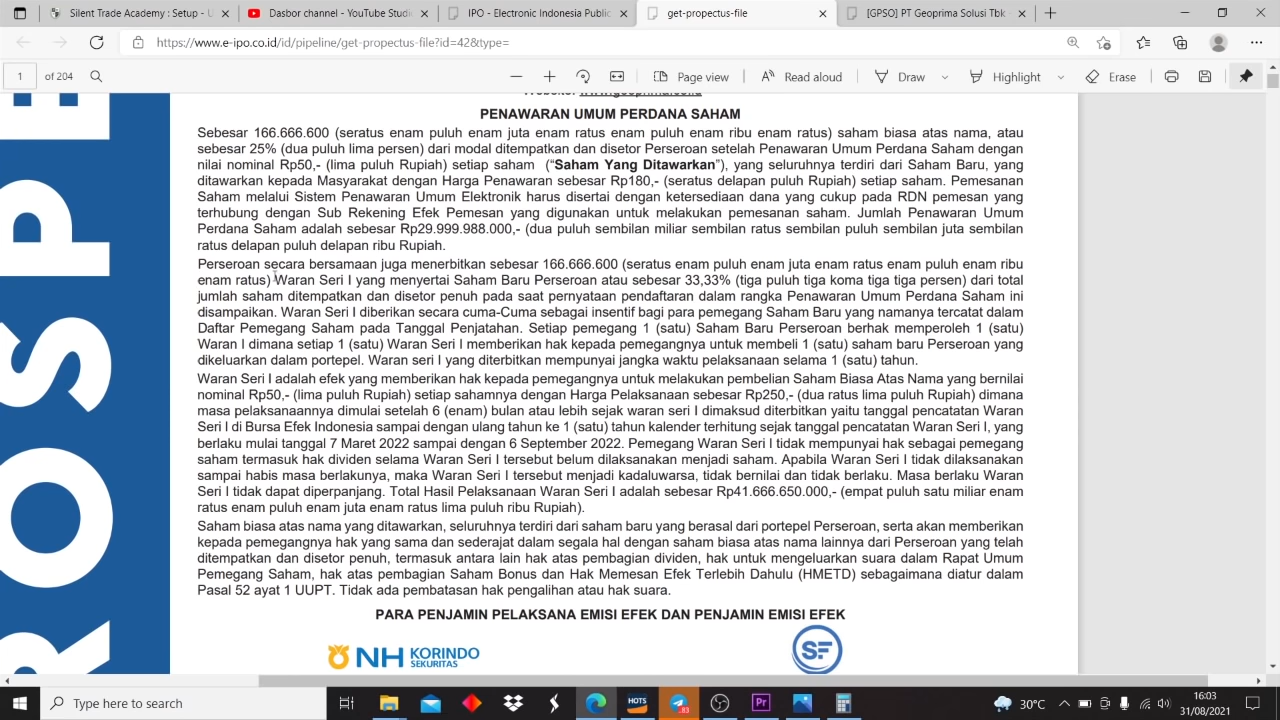 Silent Trade Academy - Studi U
Dasbor channel - YouTube Studio
IPO - Electronic Indonesia Public
get-propectus-file
[GPSO] PT Geoprima Solusi Tbk
https://www.e-ipo.co.id/id/pipeline/get-propectus-file?id=42&type=
1 of 204
Page view
Read aloud
Draw
Highlight
Erase
PENAWARAN UMUM PERDANA SAHAM
Sebesar 166.666.600 (seratus enam puluh enam juta enam ratus enam puluh enam ribu enam ratus) saham biasa atas nama, atau
sebesar 25% (dua puluh lima persen) dari modal ditempatkan dan disetor Perseroan setelah Penawaran Umum Perdana Saham dengan
nilai nominal Rp50,- (lima puluh Rupiah) setiap saham (“Saham Yang Ditawarkan”), yang seluruhnya terdiri dari Saham Baru, yang
ditawarkan kepada Masyarakat dengan Harga Penawaran sebesar Rp180,- (seratus delapan puluh Rupiah) setiap saham. Pemesanan
Saham melalui Sistem Penawaran Umum Elektronik harus disertai dengan ketersediaan dana yang cukup pada RDN pemesan yang
terhubung dengan Sub Rekening Efek Pemesan yang digunakan untuk melakukan pemesanan saham. Jumlah Penawaran Umum
Perdana Saham adalah sebesar Rp29.999.988.000,- (dua puluh sembilan miliar sembilan ratus sembilan puluh sembilan juta sembilan
ratus delapan puluh delapan ribu Rupiah.
Perseroan secara bersamaan juga menerbitkan sebesar 166.666.600 (seratus enam puluh enam juta enam ratus enam puluh enam ribu
enam ratus) Waran Seri I yang menyertai Saham Baru Perseroan atau sebesar 33,33% (tiga puluh tiga koma tiga tiga persen) dari total
jumlah saham ditempatkan dan disetor penuh pada saat pernyataan pendaftaran dalam rangka Penawaran Umum Perdana Saham ini
disampaikan. Waran Seri I diberikan secara cuma-Cuma sebagai insentif bagi para pemegang Saham Baru yang namanya tercatat dalam
Daftar Pemegang Saham pada Tanggal Penjatahan. Setiap pemegang 1 (satu) Saham Baru Perseroan berhak memperoleh 1 (satu)
Waran I dimana setiap 1 (satu) Waran Seri I memberikan hak kepada pemegangnya untuk membeli 1 (satu) saham baru Perseroan yang
dikeluarkan dalam portepel. Waran seri I yang diterbitkan mempunyai jangka waktu pelaksanaan selama 1 (satu) tahun.
Waran Seri I adalah efek yang memberikan hak kepada pemegangnya untuk melakukan pembelian Saham Biasa Atas Nama yang bernilai
nominal Rp50,- (lima puluh Rupiah) setiap sahamnya dengan Harga Pelaksanaan sebesar Rp250,- (dua ratus lima puluh Rupiah) dimana
masa pelaksanaannya dimulai setelah 6 (enam) bulan atau lebih sejak waran seri I dimaksud diterbitkan yaitu tanggal pencatatan Waran
Seri I di Bursa Efek Indonesia sampai dengan ulang tahun ke 1 (satu) tahun kalender terhitung sejak tanggal pencatatan Waran Seri I, yang
berlaku mulai tanggal 7 Maret 2022 sampai dengan 6 September 2022. Pemegang Waran Seri I tidak mempunyai hak sebagai pemegang
saham termasuk hak dividen selama Waran Seri I tersebut belum dilaksanakan menjadi saham. Apabila Waran Seri I tidak dilaksanakan
sampai habis masa berlakunya, maka Waran Seri I tersebut menjadi kadaluwarsa, tidak bernilai dan tidak berlaku. Masa berlaku Waran
Seri I tidak dapat diperpanjang. Total Hasil Pelaksanaan Waran Seri I adalah sebesar Rp41.666.650.000,- (empat puluh satu miliar enam
ratus enam puluh enam juta enam ratus lima puluh ribu Rupiah).
Saham biasa atas nama yang ditawarkan, seluruhnya terdiri dari saham baru yang berasal dari portepel Perseroan, serta akan memberikan
kepada pemegangnya hak yang sama dan sederajat dalam segala hal dengan saham biasa atas nama lainnya dari Perseroan yang telah
ditempatkan dan disetor penuh, termasuk antara lain hak atas pembagian dividen, hak untuk mengeluarkan suara dalam Rapat Umum
Pemegang Saham, hak atas pembagian Saham Bonus dan Hak Memesan Efek Terlebih Dahulu (HMETD) sebagaimana diatur dalam
Pasal 52 ayat 1 UUPT. Tidak ada pembatasan hak pengalihan atau hak suara.
PARA PENJAMIN PELAKSANA EMISI EFEK DAN PENJAMIN EMISI EFEK
NH KORINDO
SEKURITAS
SF
ROSPE
Type here to search
HOTS
83
Pr
30°C
16:03
31/08/2021